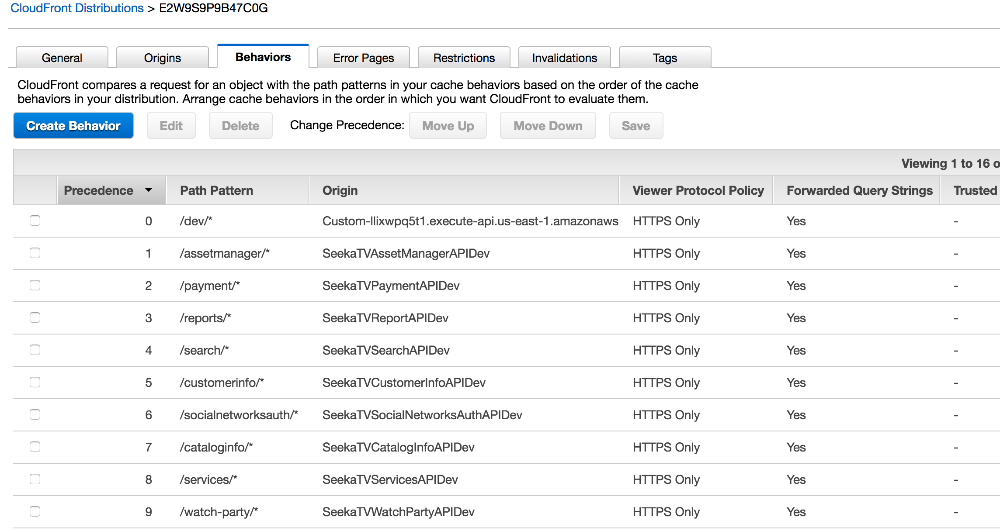 CloudFront Distributions > E2W9S9P9B47C0G
General Origins Behaviors Error Pages Restrictions Invalidations Tags
CloudFront compares a request for an object with the path patterns in your cache behaviors based on the order of the cache
behaviors in your distribution. Arrange cache behaviors in the order in which you want CloudFront to evaluate them.
Create Behavior Edit Delete Change Precedence: Move Up Move Down Save
Viewing 1 to 16 o
Precedence Path Pattern Origin Viewer Protocol Policy Forwarded Query Strings Trusted
0 /dev/* Custom-llixwpq5t1.execute-api.us-east-1.amazonaws HTTPS Only Yes -
1 /assetmanager/* SeekaTVAssetManagerAPIDev HTTPS Only Yes -
2 /payment/* SeekaTVPaymentAPIDev HTTPS Only Yes -
3 /reports/* SeekaTVReportAPIDev HTTPS Only Yes -
4 /search/* SeekaTVSearchAPIDev HTTPS Only Yes -
5 /customerinfo/* SeekaTVCustomerInfoAPIDev HTTPS Only Yes -
6 /socialnetworksauth/* SeekaTVSocialNetworksAuthAPIDev HTTPS Only Yes -
7 /cataloginfo/* SeekaTVCatalogInfoAPIDev HTTPS Only Yes -
8 /services/* SeekaTVServicesAPIDev HTTPS Only Yes -
9 /watch-party/* SeekaTVWatchPartyAPIDev HTTPS Only Yes -